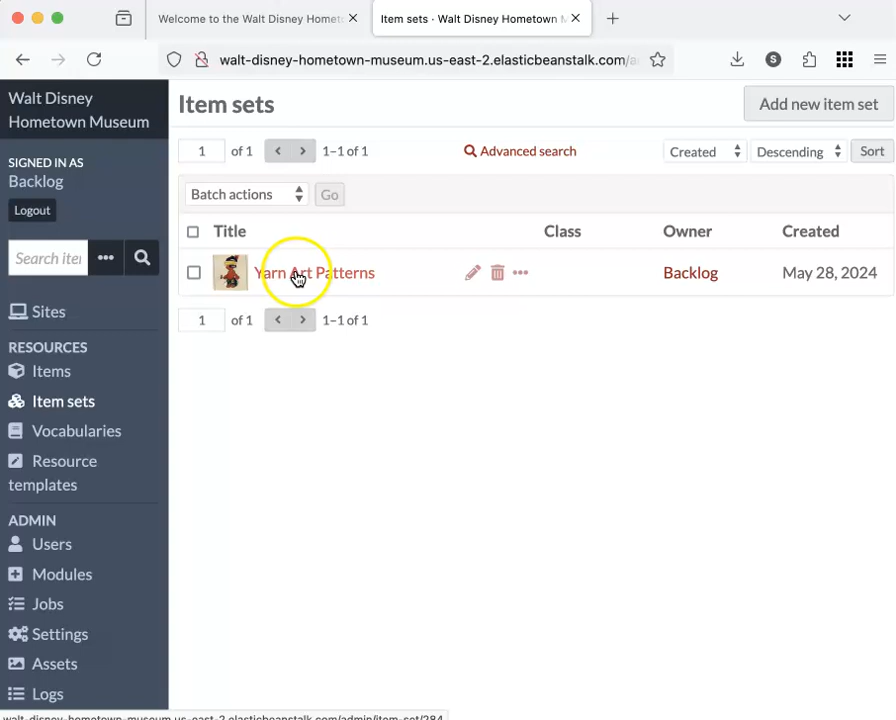 Welcome to the Walt Disney Homet
Item sets · Walt Disney Hometown M
walt-disney-hometown-museum.us-east-2.elasticbeanstalk.com/a
S
Walt Disney
Hometown Museum
SIGNED IN AS
Backlog
Logout
Search iter
Sites
RESOURCES
Items
Item sets
Vocabularies
Resource
templates
ADMIN
Users
Modules
Jobs
Settings
Assets
Logs
Item sets
Add new item set
1 of 1 1–1 of 1
Advanced search
Created
Descending
Sort
Batch actions
Go
Title Class Owner Created
Yarn Art Patterns Backlog May 28, 2024
1 of 1 1–1 of 1
walt-disney-hometown-museum.us-east-2.elasticbeanstalk.com/admin/item-set/284